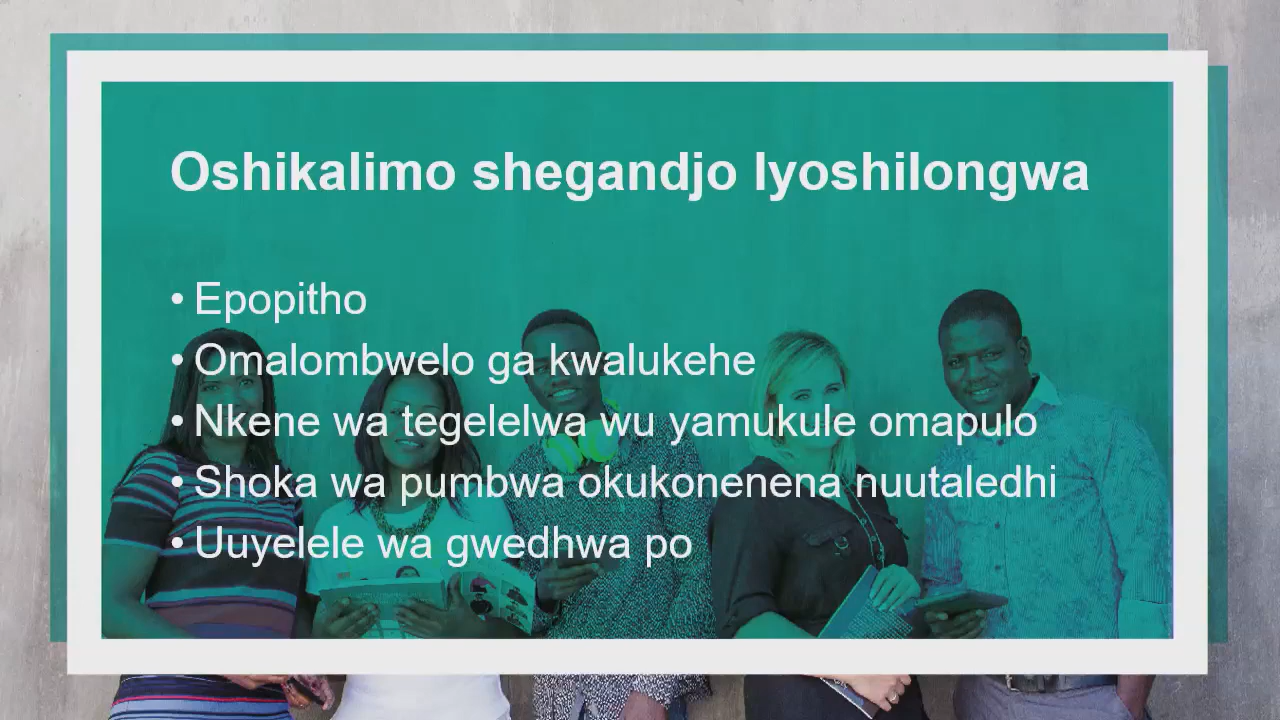 Oshikalimo shegandjo lyoshilongwa
• Epopitho
• Omalombwelo ga kwalukehe
• Nkene wa tegelelwa wu yamukule omapulo
• Shoka wa pumbwa okukonenena nuutaledhi
• Uuyelele wa gwedhwa po